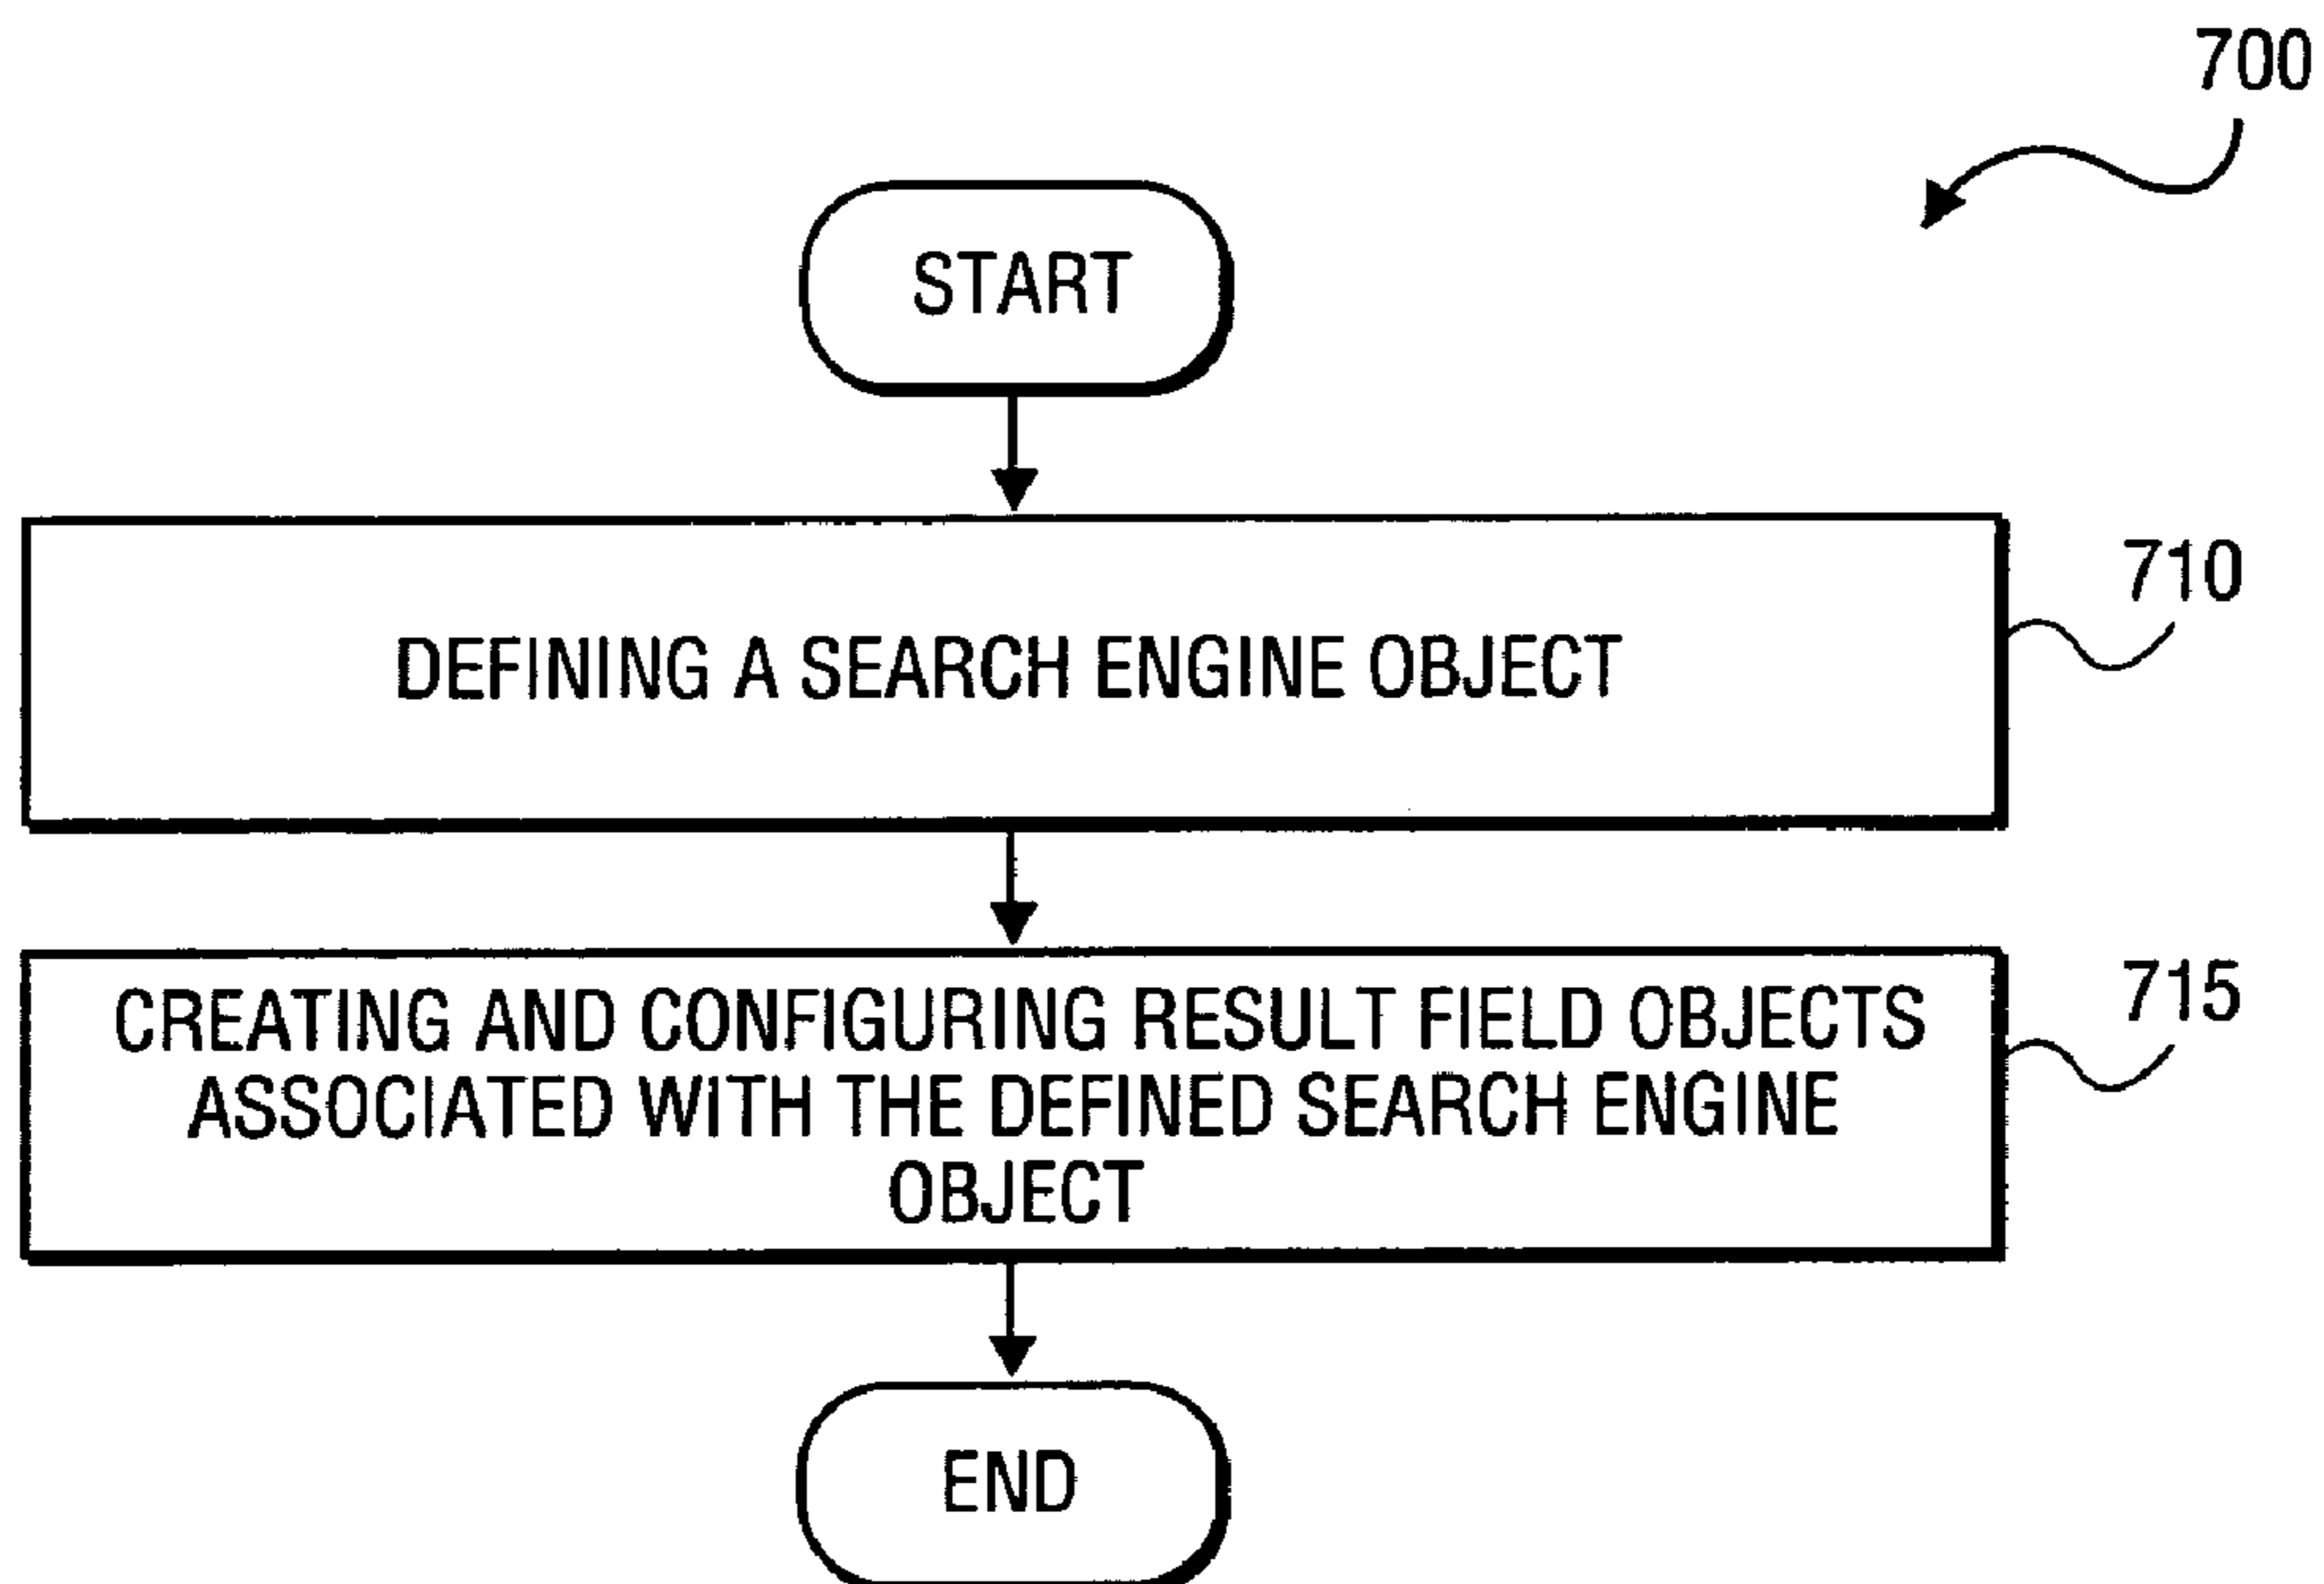 700
START
710
DEFINING A SEARCH ENGINE OBJECT
715
CREATING AND CONFIGURING RESULT FIELD OBJECTS
ASSOCIATED WITH THE DEFINED SEARCH ENGINE
OBJECT
END